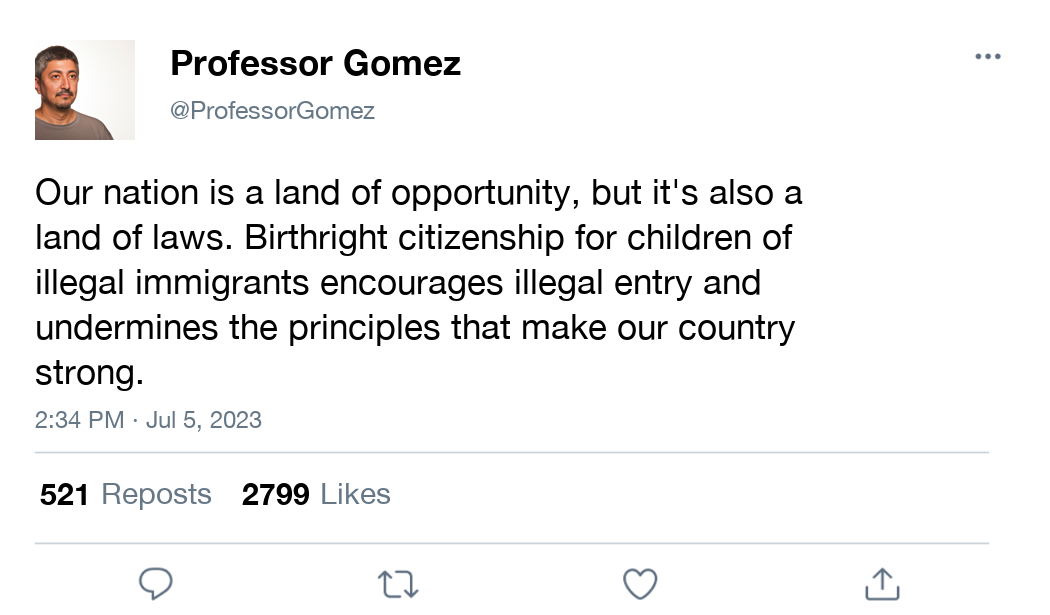 Professor Gomez
@ProfessorGomez
Our nation is a land of opportunity, but it's also a
land of laws. Birthright citizenship for children of
illegal immigrants encourages illegal entry and
undermines the principles that make our country
strong.
2:34 PM · Jul 5, 2023
521 Reposts 2799 Likes